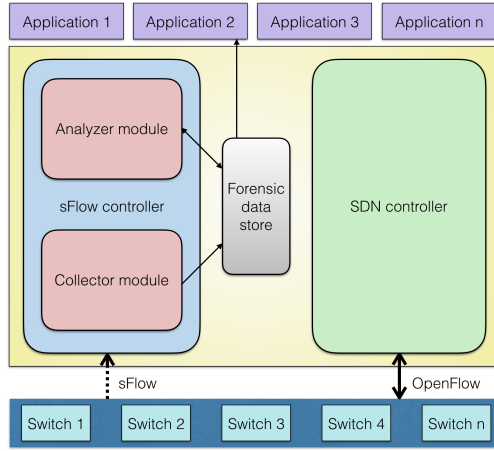 Application 1
Application 2
Application 3
Application n
Analyzer module
sFlow controller
Collector module
Forensic
data
store
SDN controller
sFlow
OpenFlow
Switch 1
Switch 2
Switch 3
Switch 4
Switch n